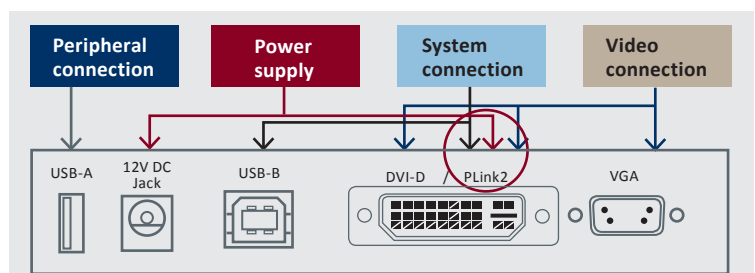 Peripheral
connection
Power
supply
System
connection
Video
connection
USB-A
12V DC
Jack
USB-B
DVI-D / PLink2
VGA